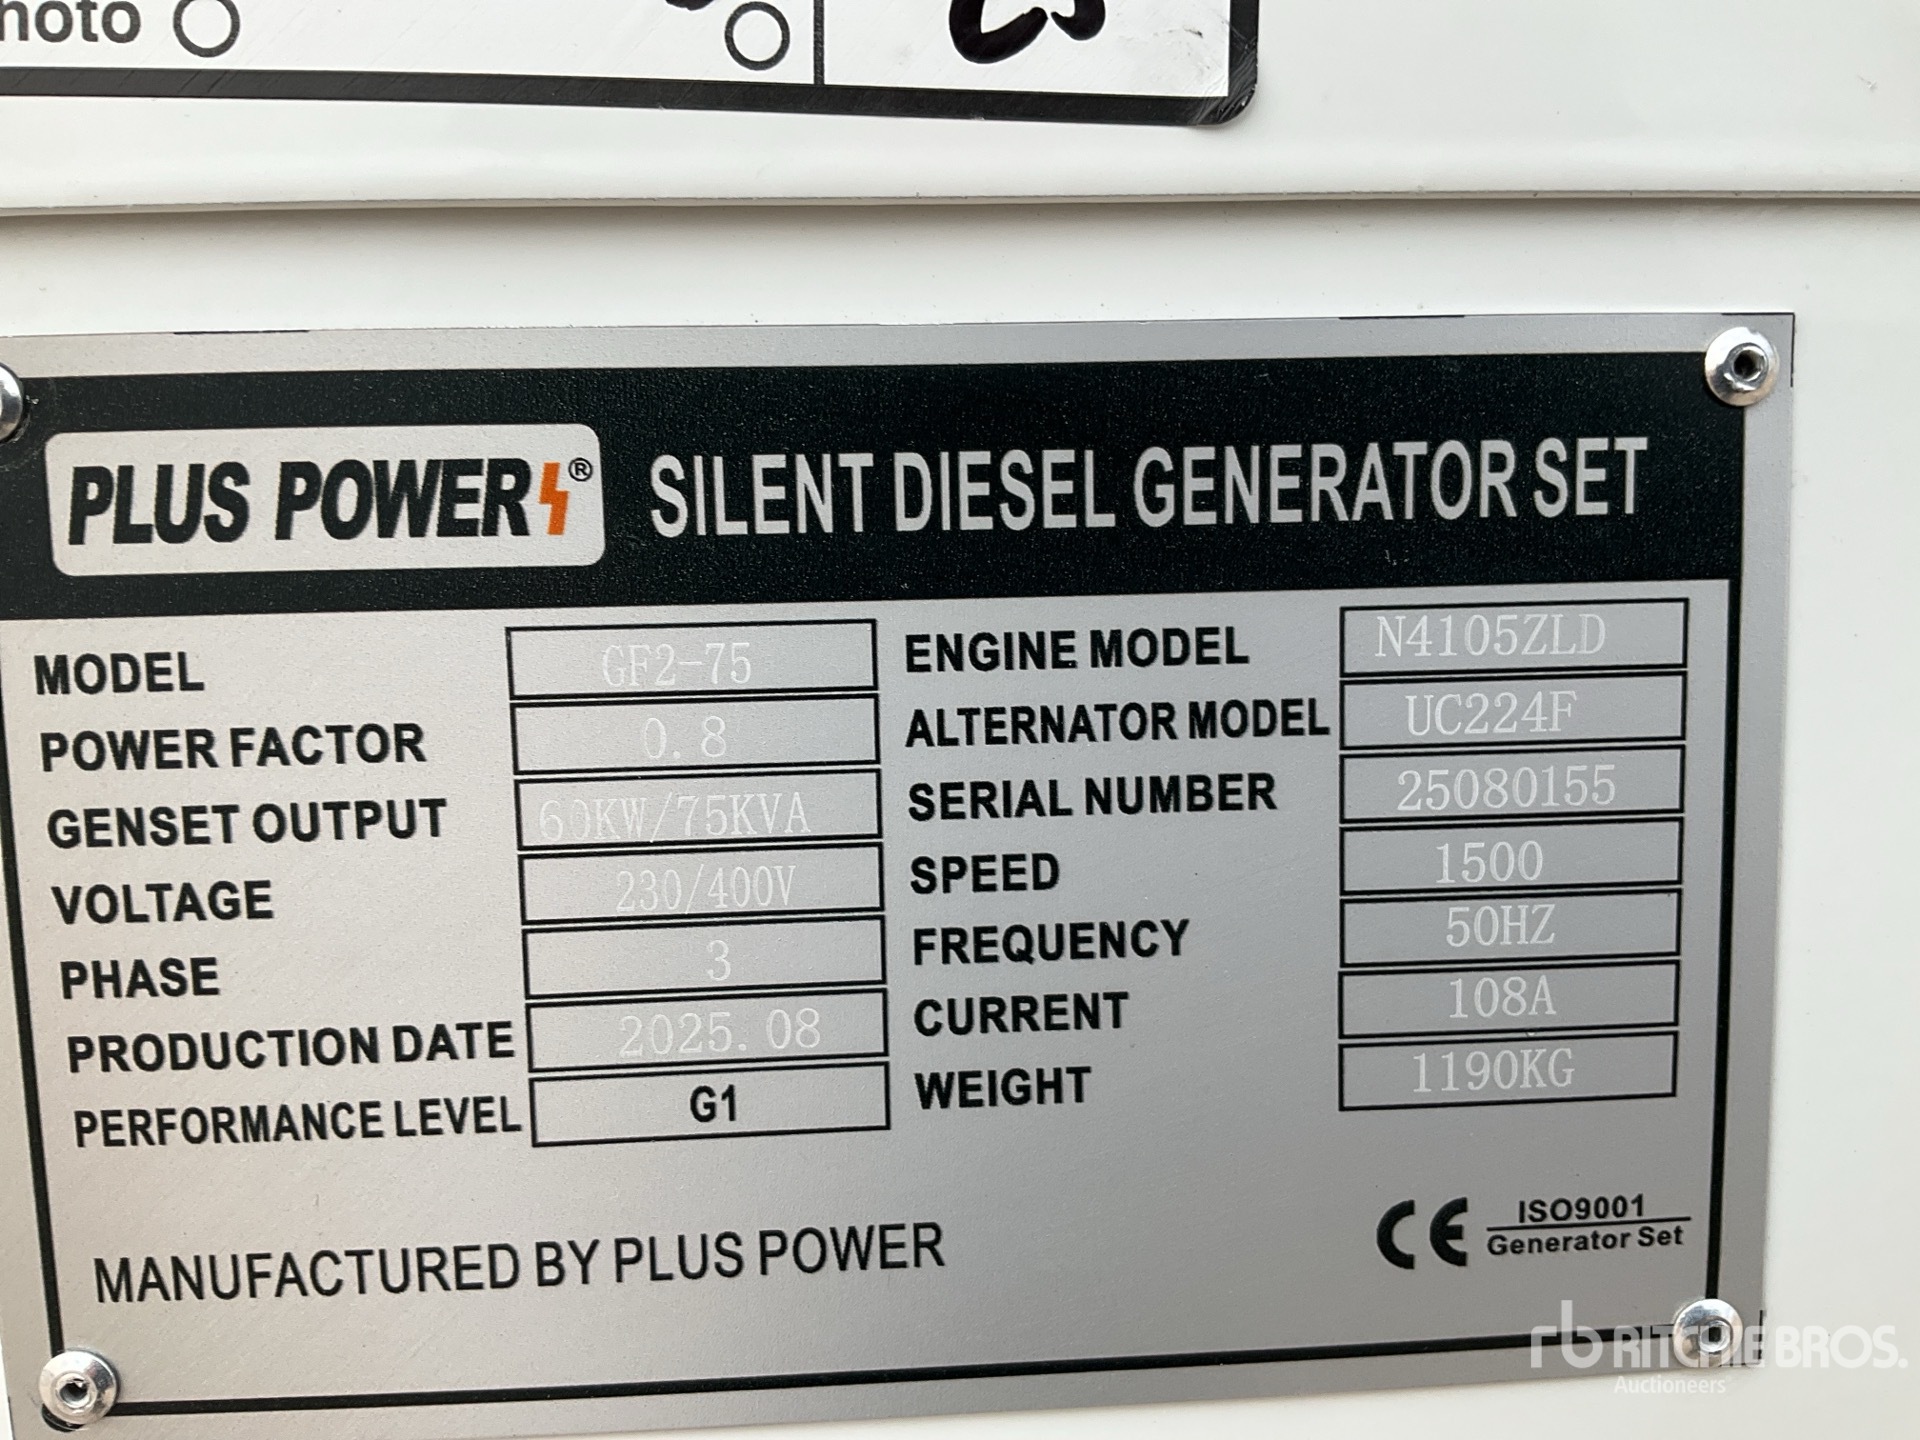 hoto
PLUS POWER ® SILENT DIESEL GENERATOR SET
MODEL GF2-75
POWER FACTOR 0.8
GENSET OUTPUT 60KW/75KVA
VOLTAGE 230/400V
PHASE 3
PRODUCTION DATE 2025.08
PERFORMANCE LEVEL G1
ENGINE MODEL N4105ZLD
ALTERNATOR MODEL UC224F
SERIAL NUMBER 25080155
SPEED 1500
FREQUENCY 50HZ
CURRENT 108A
WEIGHT 1190KG
MANUFACTURED BY PLUS POWER
CE ISO9001
Generator Set
rb RITCHIE BROS.
Auctioneers